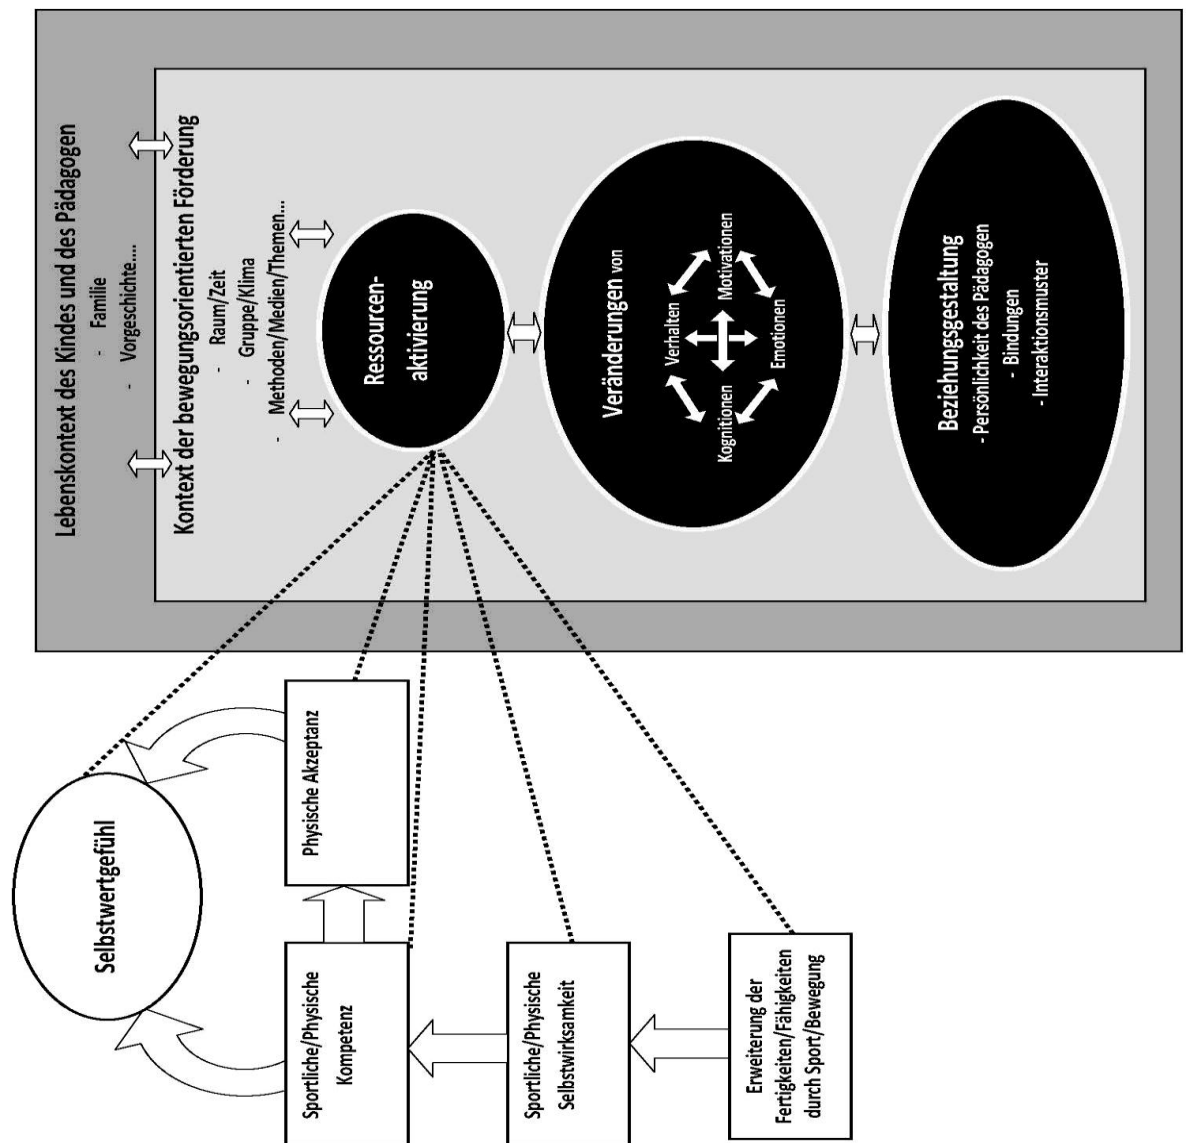 Selbstwertgefühl
Sportliche/Physische
Kompetenz
Physische Akzeptanz
Sportliche/Physische
Selbstwirksamkeit
Erweiterung der
Fertigkeiten/Fähigkeiten
durch Sport/Bewegung
Lebenskontext des Kindes und des Pädagogen
- Familie
- Vorgeschichte....
Kontext der bewegungsorientierten Förderung
- Raum/Zeit
- Gruppe/Klima
- Methoden/Medien/Themen...
Ressourcen-
aktivierung
Veränderungen von
Verhalten
Kognitionen
Motivationen
Emotionen
Beziehungsgestaltung
- Persönlichkeit des Pädagogen
- Bindungen
- Interaktionsmuster